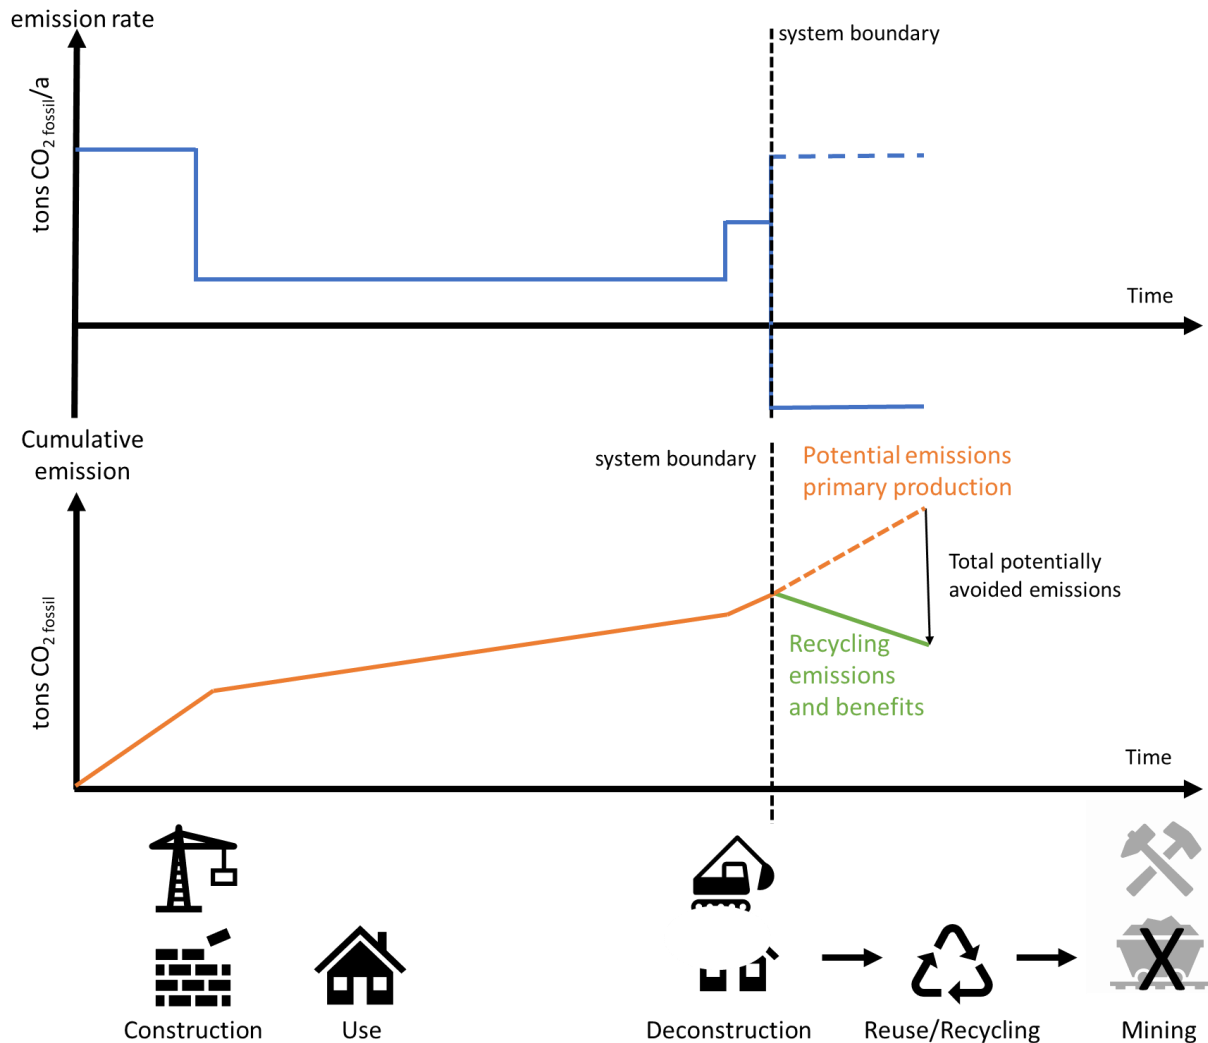 emission rate
system boundary
tons CO2 fossil/a
Time
Cumulative
emission
system boundary
Potential emissions
primary production
Total potentially
avoided emissions
tons CO2 fossil
Recycling
emissions
and benefits
Time
X
Construction
Use
Deconstruction
Reuse/Recycling
Mining